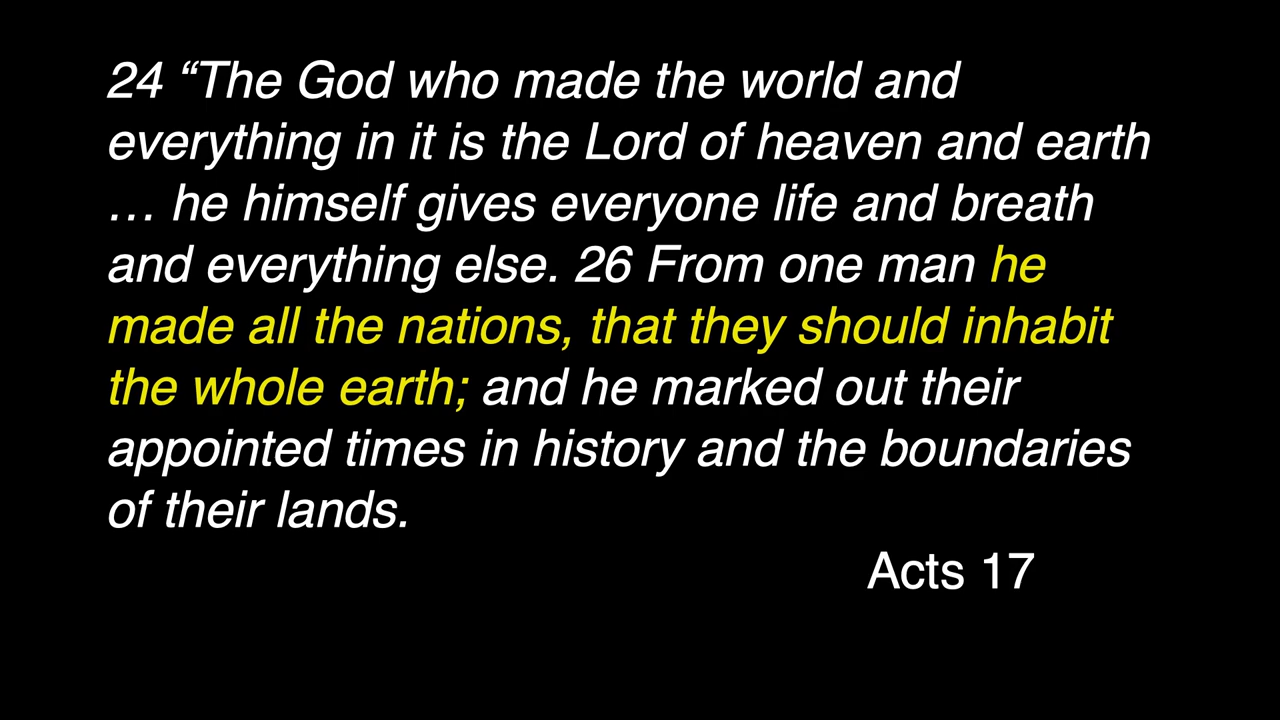 24 “The God who made the world and
everything in it is the Lord of heaven and earth
… he himself gives everyone life and breath
and everything else. 26 From one man he
made all the nations, that they should inhabit
the whole earth; and he marked out their
appointed times in history and the boundaries
of their lands.
Acts 17